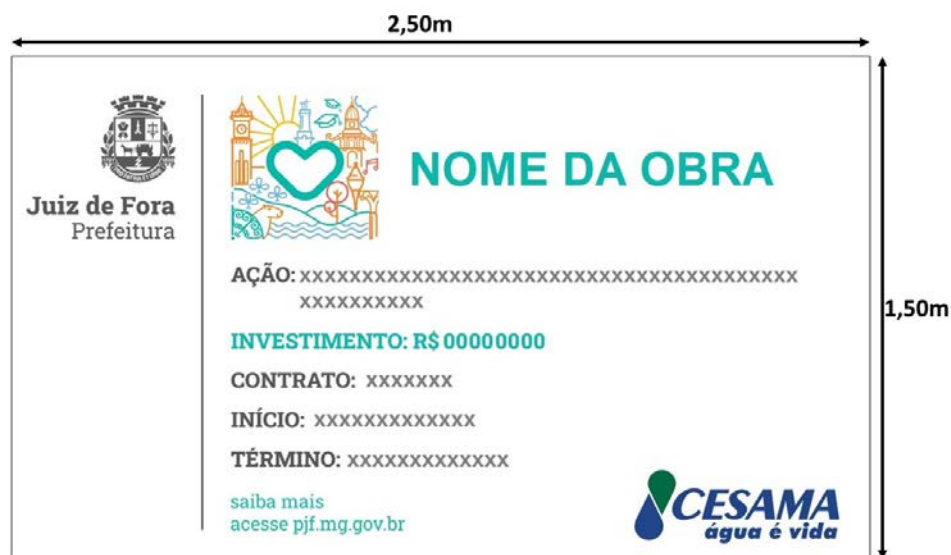 2,50m
Juiz de Fora
Prefeitura
NOME DA OBRA
AÇÃO: xxxxxxxxxxxxxxxxxxxxxxxxxxxxxxxxxxxxxxxx
xxxxxxxxxx
INVESTIMENTO: R$ 00000000
CONTRATO: xxxxxxx
INÍCIO: xxxxxxxxxxxxx
TÉRMINO: xxxxxxxxxxxxx
saiba mais
acesse pjf.mg.gov.br
CESAMA
água é vida
1,50m